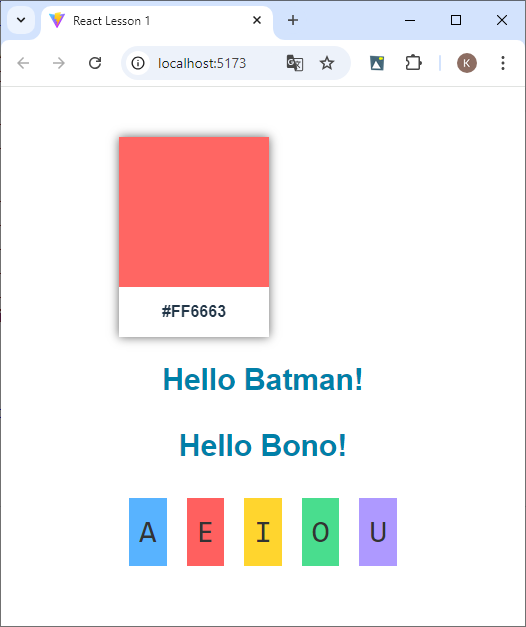 React Lesson 1
localhost:5173
K
#FF6663
Hello Batman!
Hello Bono!
A E I O U